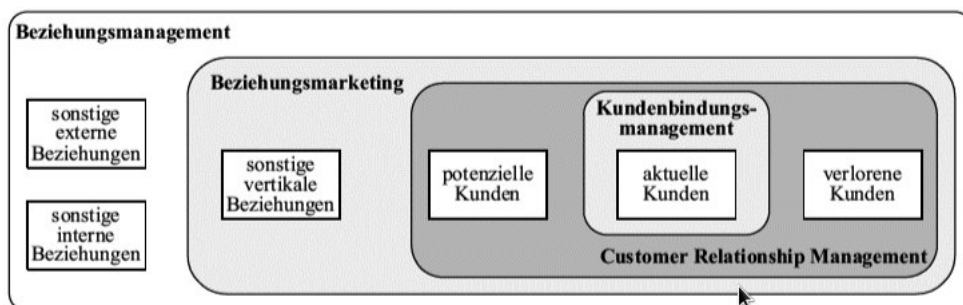 Beziehungsmanagement
sonstige
externe
Beziehungen
sonstige
interne
Beziehungen
Beziehungsmarketing
sonstige
vertikale
Beziehungen
potenzielle
Kunden
Kundenbindungs-
management
aktuelle
Kunden
verlorene
Kunden
Customer Relationship Management